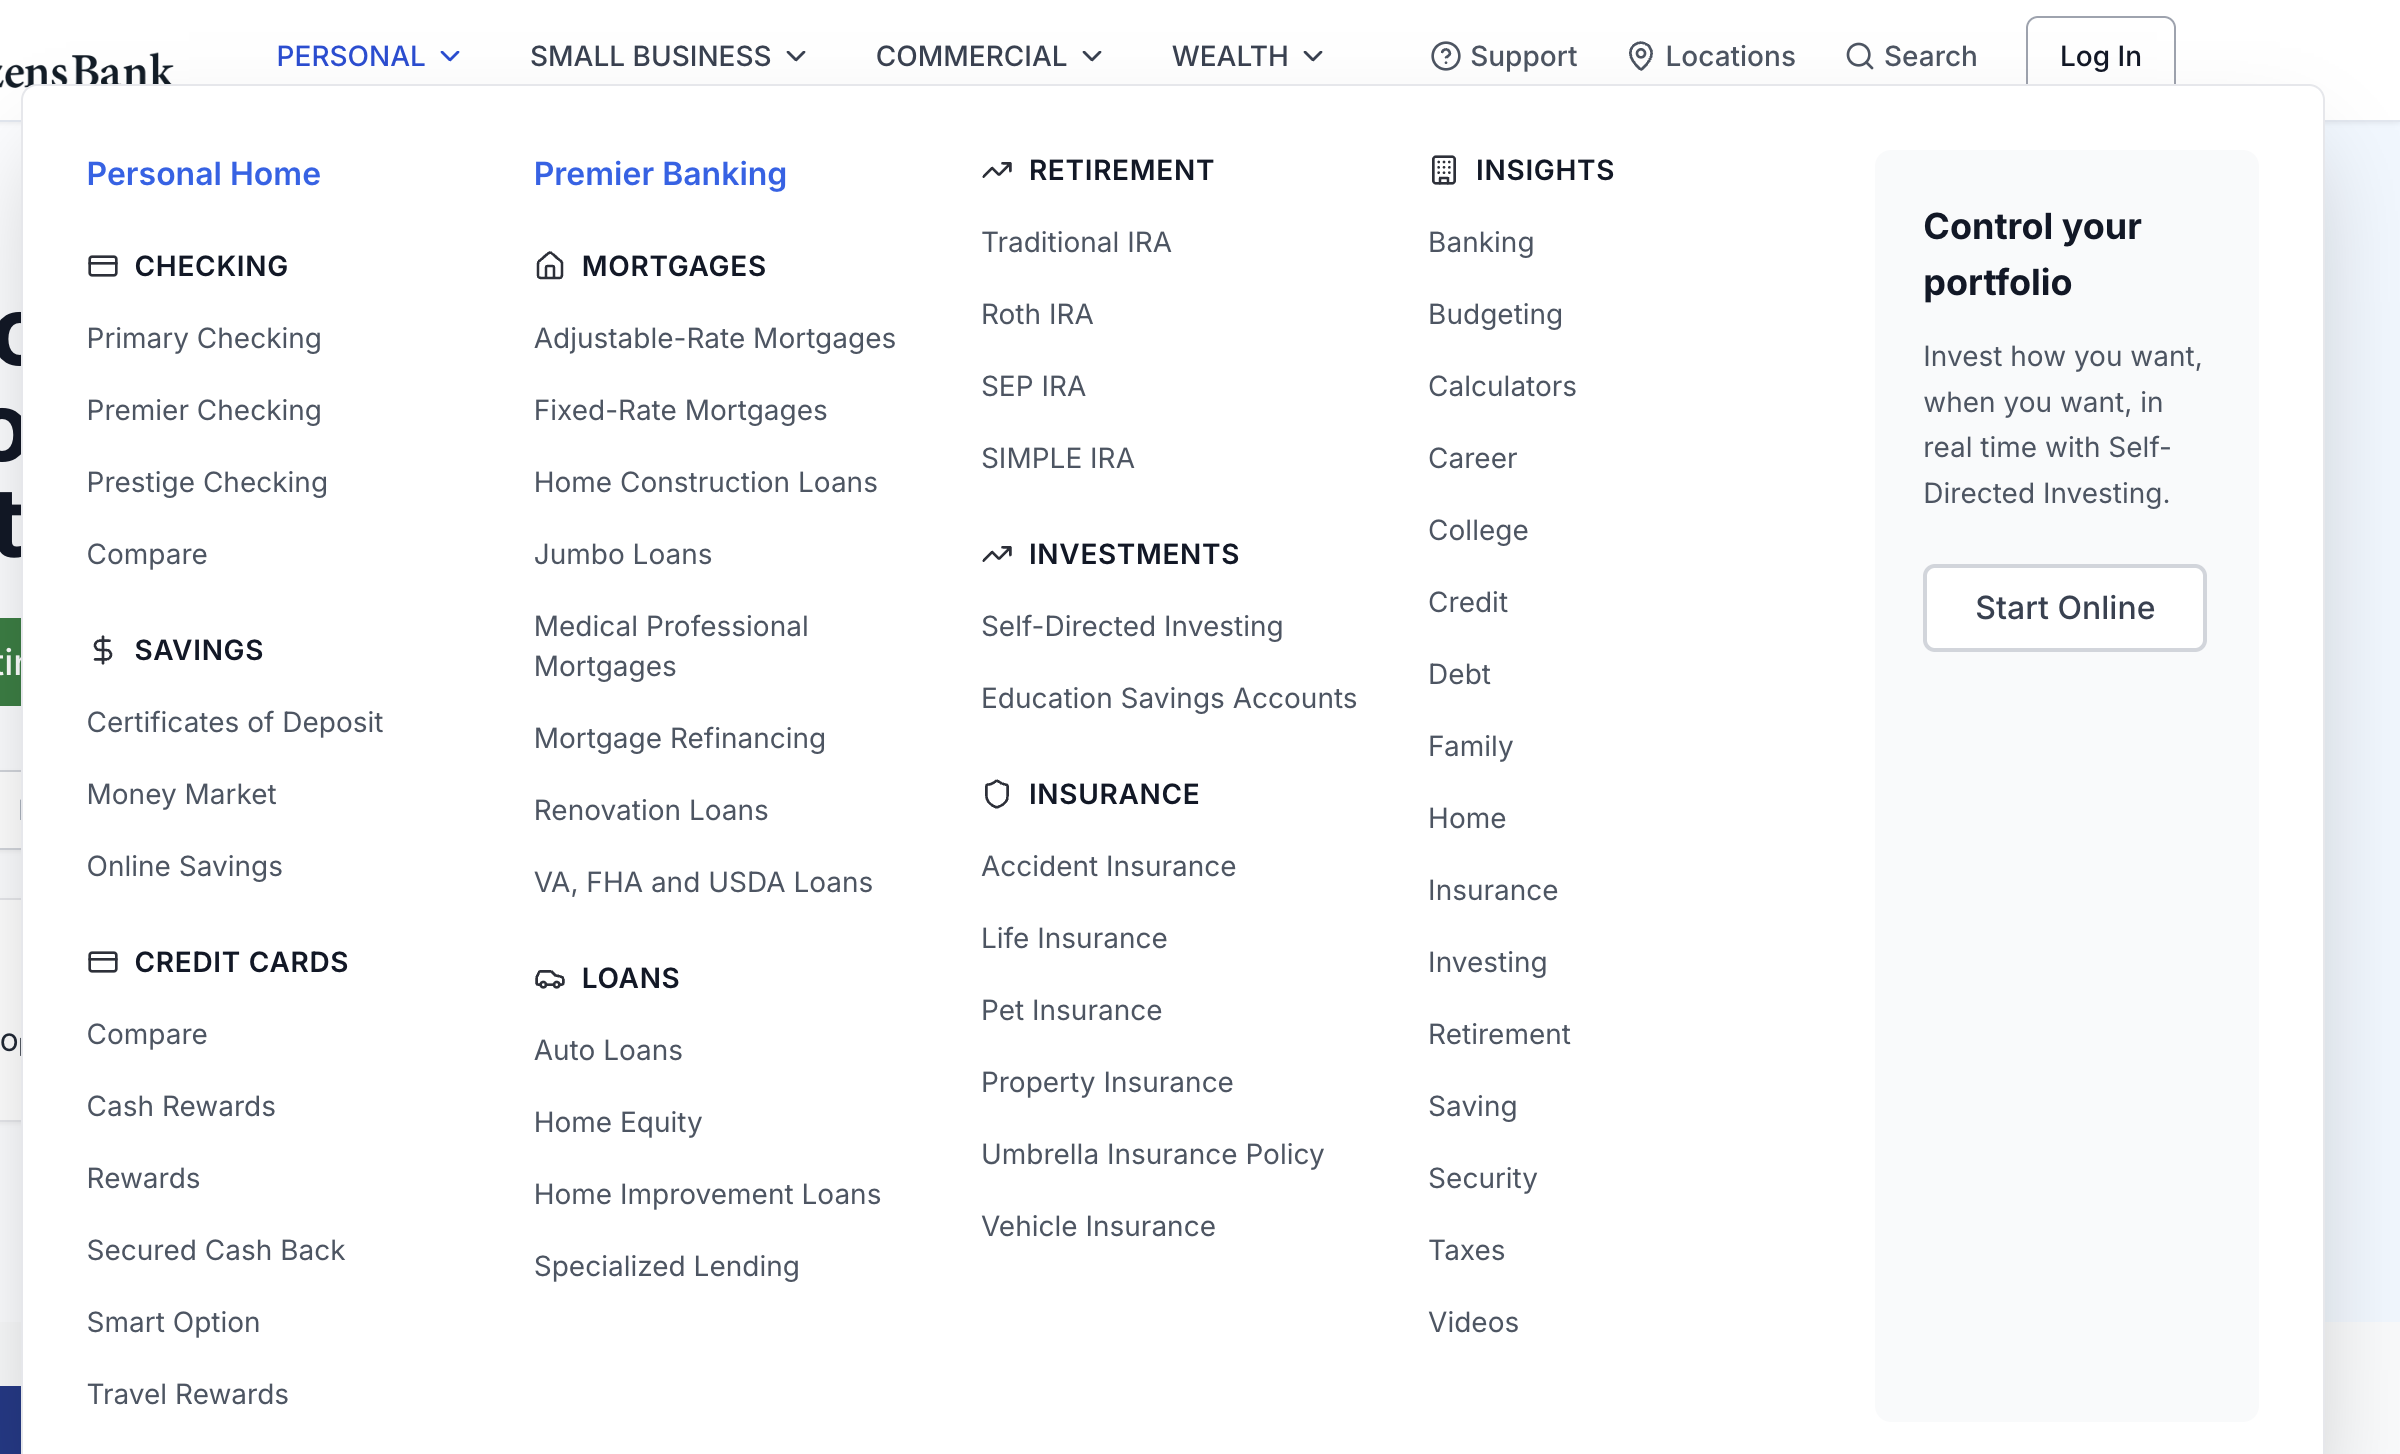 PERSONAL
SMALL BUSINESS
COMMERCIAL
WEALTH
Support
Locations
Search
Log In
Personal Home
CHECKING
Primary Checking
Premier Checking
Prestige Checking
Compare
SAVINGS
Certificates of Deposit
Money Market
Online Savings
CREDIT CARDS
Compare
Cash Rewards
Rewards
Secured Cash Back
Smart Option
Travel Rewards
Premier Banking
MORTGAGES
Adjustable-Rate Mortgages
Fixed-Rate Mortgages
Home Construction Loans
Jumbo Loans
Medical Professional
Mortgages
Mortgage Refinancing
Renovation Loans
VA, FHA and USDA Loans
LOANS
Auto Loans
Home Equity
Home Improvement Loans
Specialized Lending
RETIREMENT
Traditional IRA
Roth IRA
SEP IRA
SIMPLE IRA
INVESTMENTS
Self-Directed Investing
Education Savings Accounts
INSURANCE
Accident Insurance
Life Insurance
Pet Insurance
Property Insurance
Umbrella Insurance Policy
Vehicle Insurance
INSIGHTS
Banking
Budgeting
Calculators
Career
College
Credit
Debt
Family
Home
Insurance
Investing
Retirement
Saving
Security
Taxes
Videos
Control your
portfolio
Invest how you want,
when you want, in
real time with Self-
Directed Investing.
Start Online